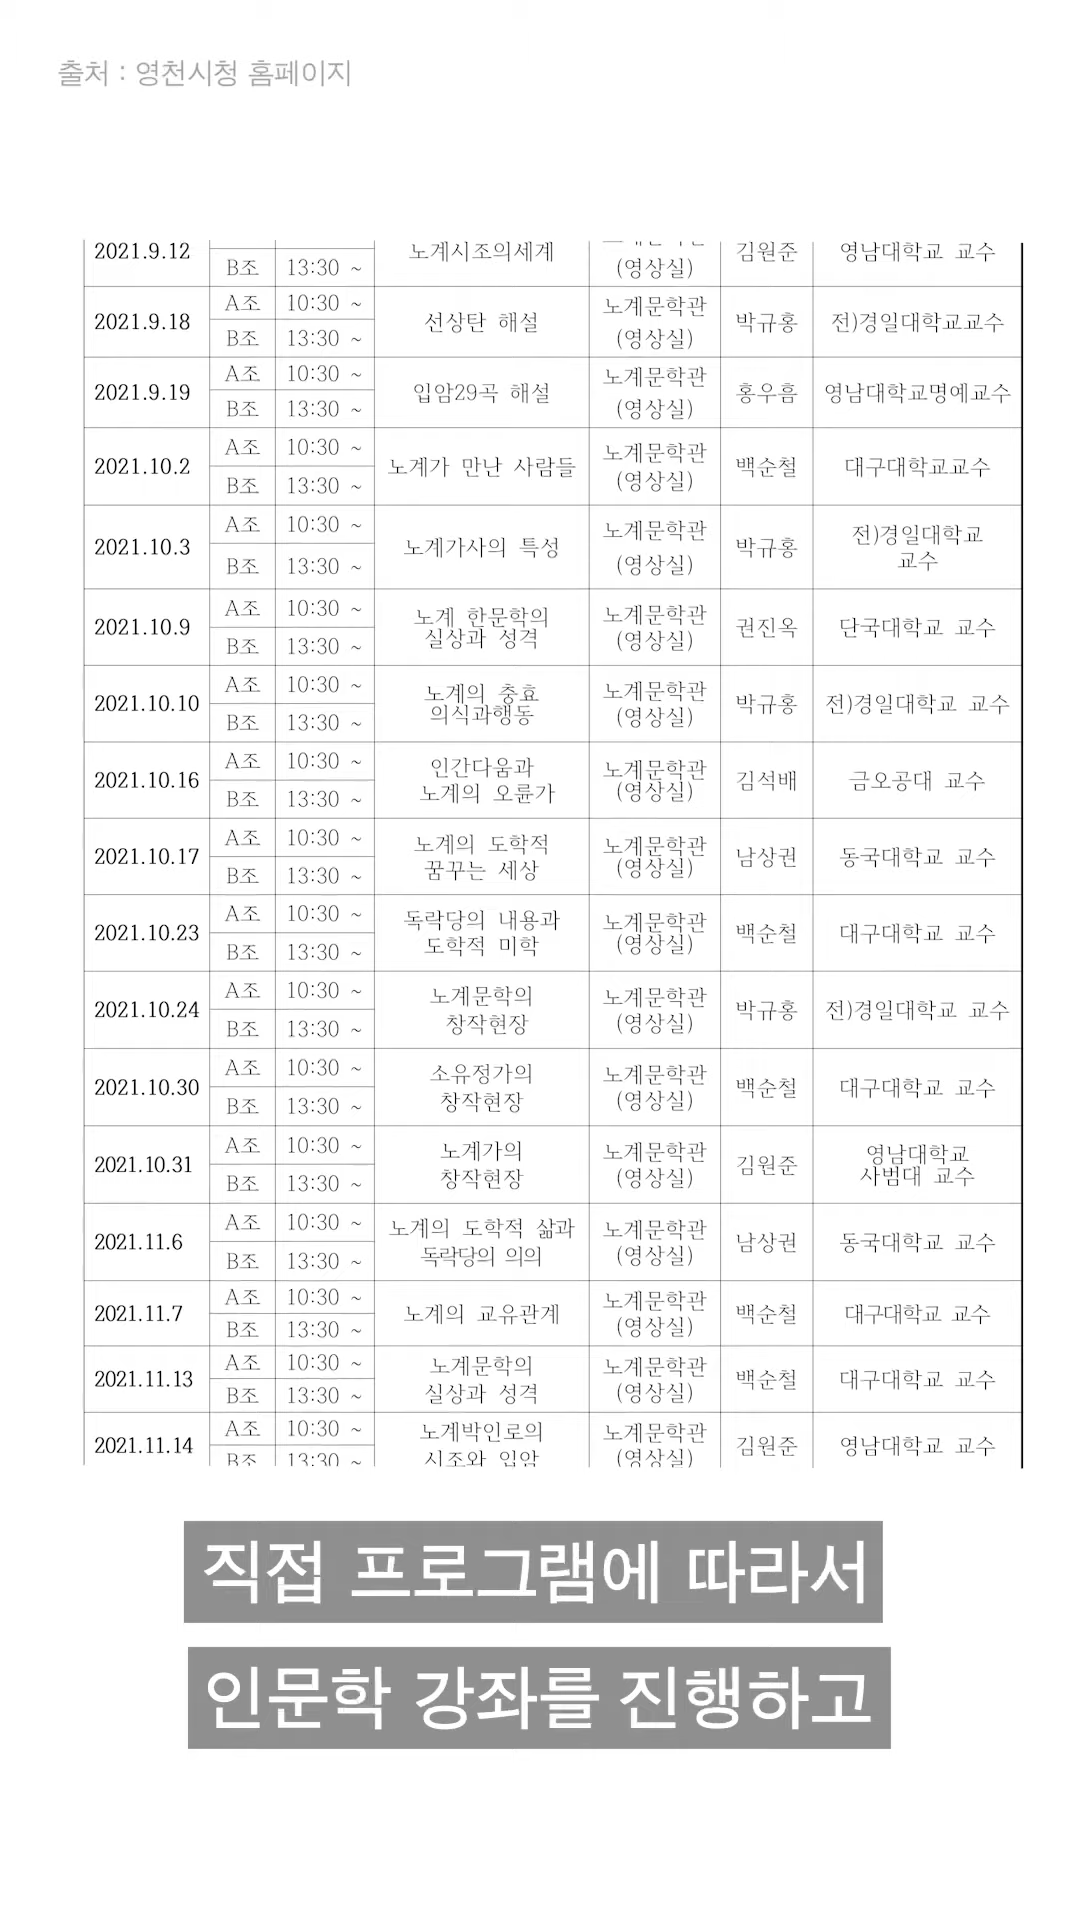 출처 : 영천시청 홈페이지
2021.9.12 노계시조의세계 김원준 영남대학교 교수
B조 13:30 ~ (영상실)
A조 10:30 ~ 노계문학관
2021.9.18 선상탄 해설 박규홍 전)경일대학교교수
B조 13:30 ~ (영상실)
A조 10:30 ~ 노계문학관
2021.9.19 입암29곡 해설 홍우흠 영남대학교명예교수
B조 13:30 ~ (영상실)
A조 10:30 ~ 노계문학관
2021.10.2 노계가 만난 사람들 백순철 대구대학교교수
B조 13:30 ~ (영상실)
A조 10:30 ~ 노계문학관 전)경일대학교
2021.10.3 노계가사의 특성 박규홍
B조 13:30 ~ (영상실) 교수
A조 10:30 ~ 노계 한문학의 노계문학관
2021.10.9 권진옥 단국대학교 교수
B조 13:30 ~ 실상과 성격 (영상실)
A조 10:30 ~ 노계의 충효 노계문학관
2021.10.10 박규홍 전)경일대학교 교수
B조 13:30 ~ 의식과행동 (영상실)
A조 10:30 ~ 인간다움과 노계문학관
2021.10.16 김석배 금오공대 교수
B조 13:30 ~ 노계의 오륜가 (영상실)
A조 10:30 ~ 노계의 도학적 노계문학관
2021.10.17 남상권 동국대학교 교수
B조 13:30 ~ 꿈꾸는 세상 (영상실)
A조 10:30 ~ 독락당의 내용과 노계문학관
2021.10.23 백순철 대구대학교 교수
B조 13:30 ~ 도학적 미학 (영상실)
A조 10:30 ~ 노계문학의 노계문학관
2021.10.24 박규홍 전)경일대학교 교수
B조 13:30 ~ 창작현장 (영상실)
A조 10:30 ~ 소유정가의 노계문학관
2021.10.30 백순철 대구대학교 교수
B조 13:30 ~ 창작현장 (영상실)
A조 10:30 ~ 노계가의 노계문학관 영남대학교
2021.10.31 김원준
B조 13:30 ~ 창작현장 (영상실) 사범대 교수
A조 10:30 ~ 노계의 도학적 삶과 노계문학관
2021.11.6 남상권 동국대학교 교수
B조 13:30 ~ 독락당의 의의 (영상실)
A조 10:30 ~ 노계문학관
2021.11.7 노계의 교유관계 백순철 대구대학교 교수
B조 13:30 ~ (영상실)
A조 10:30 ~ 노계문학의 노계문학관
2021.11.13 백순철 대구대학교 교수
B조 13:30 ~ 실상과 성격 (영상실)
A조 10:30 ~ 노계박인로의 노계문학관
2021.11.14 김원준 영남대학교 교수
B조 13:30 ~ 시조와 입암 (영상실)
직접 프로그램에 따라서
인문학 강좌를 진행하고